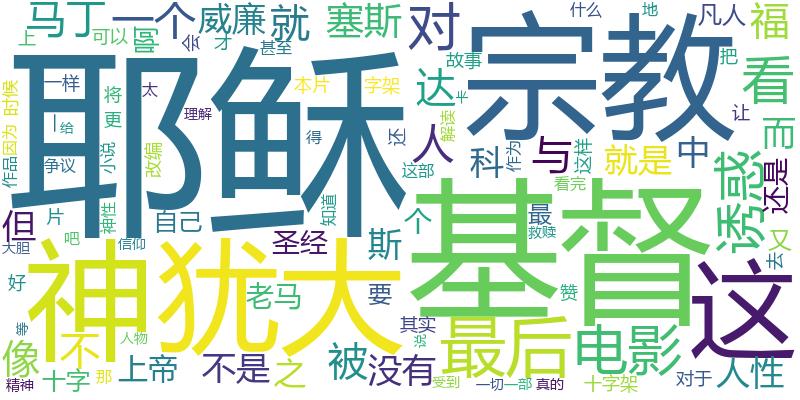 马丁
一个
威廉
就
塞斯
对
什么
地
凡人
福
上
可以
啊
会
才
甚至
宗教
达
故事
看
把
耶稣
一样
太
本片
字架
时候
因为
作品
一
给
将
更
理解
争议
小说
改编
得
还
卡
解读
人
科
作为
与
这样
就是
中
让
而
诱惑
还是
但
片
神性
自己
知道
这部
个
最
看完
救赎
又
去
吧
信仰
大胆
圣经
斯
基督
这
神
犹大
好
老马
要
赞
等
不
人物
其实
说
最后
电影
像
十字
那
上帝
不是
之
被
没有
精神
受到
一切
一部
真的
十字架
对于
人性